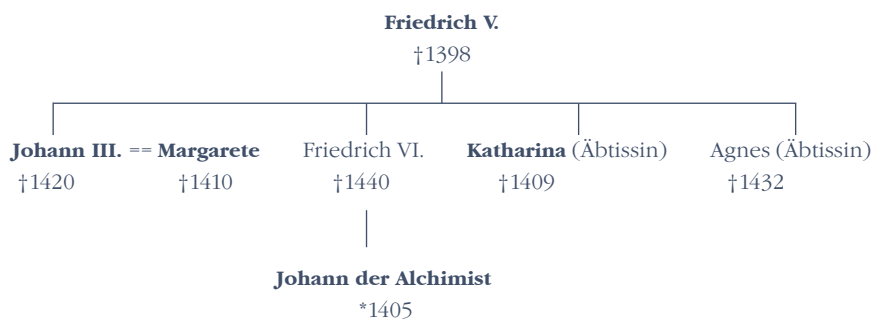 Friedrich V.
†1398
Johann III. == Margarete Friedrich VI. Katharina (Äbtissin) Agnes (Äbtissin)
†1420 †1410 †1440 †1409 †1432
Johann der Alchimist
*1405